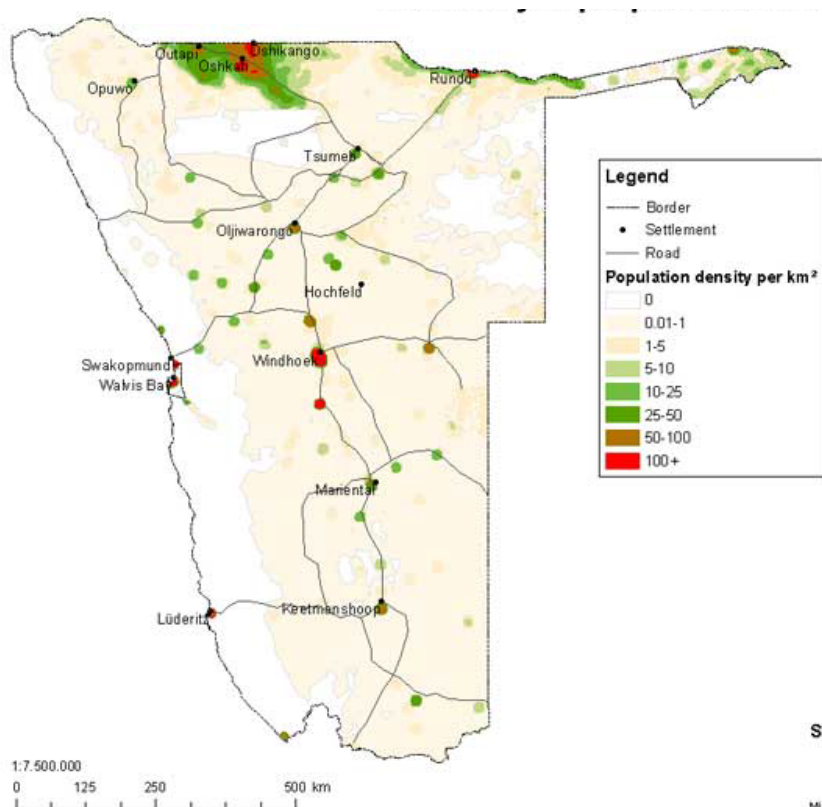 Outapi
Oshikango
Oshkati
Opuwo
Rundu
Tsumeb
Legend
Border
Settlement
Road
Population density per km²
0
0.01-1
1-5
5-10
10-25
25-50
50-100
100+
Oljiwarongo
Hochfeld
Swakopmund
Windhoek
Walvis Bay
Mariental
Lüderitz
Keetmanshoop
S
1:7.500.000
0 125 250 500 km